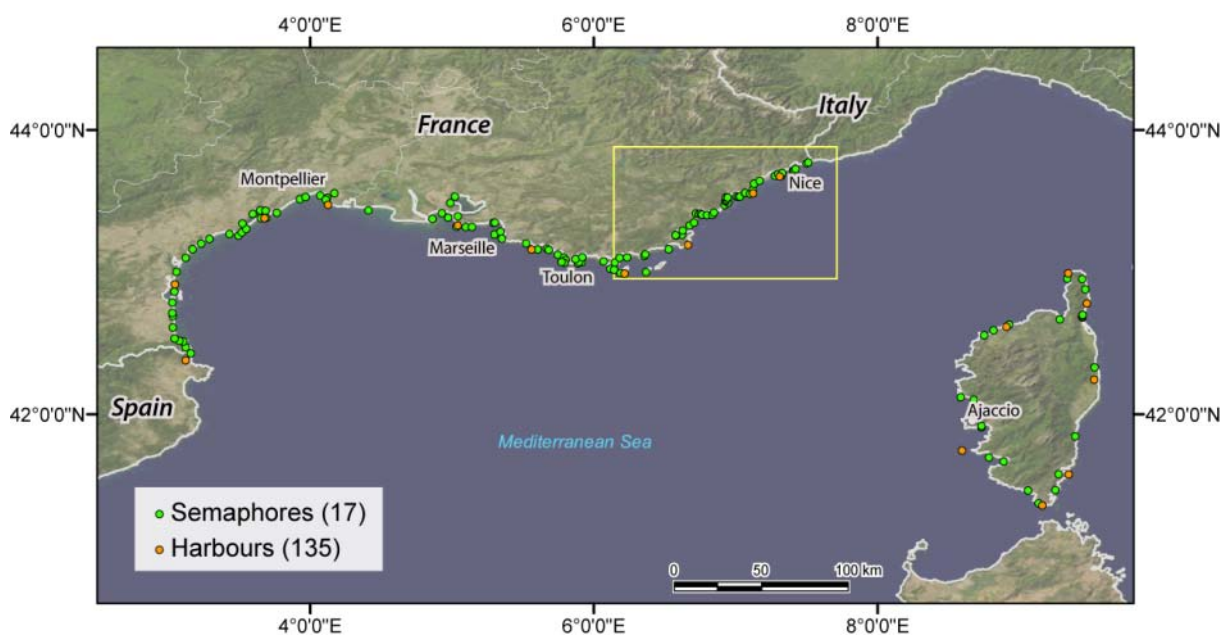 4°0'0"E 6°0'0"E 8°0'0"E
44°0'0"N 44°0'0"N
Italy
France
Montpellier
Nice
Marseille
Toulon
42°0'0"N 42°0'0"N
Spain
Ajaccio
Mediterranean Sea
Semaphores (17)
Harbours (135)
0 50 100 km
4°0'0"E 6°0'0"E 8°0'0"E